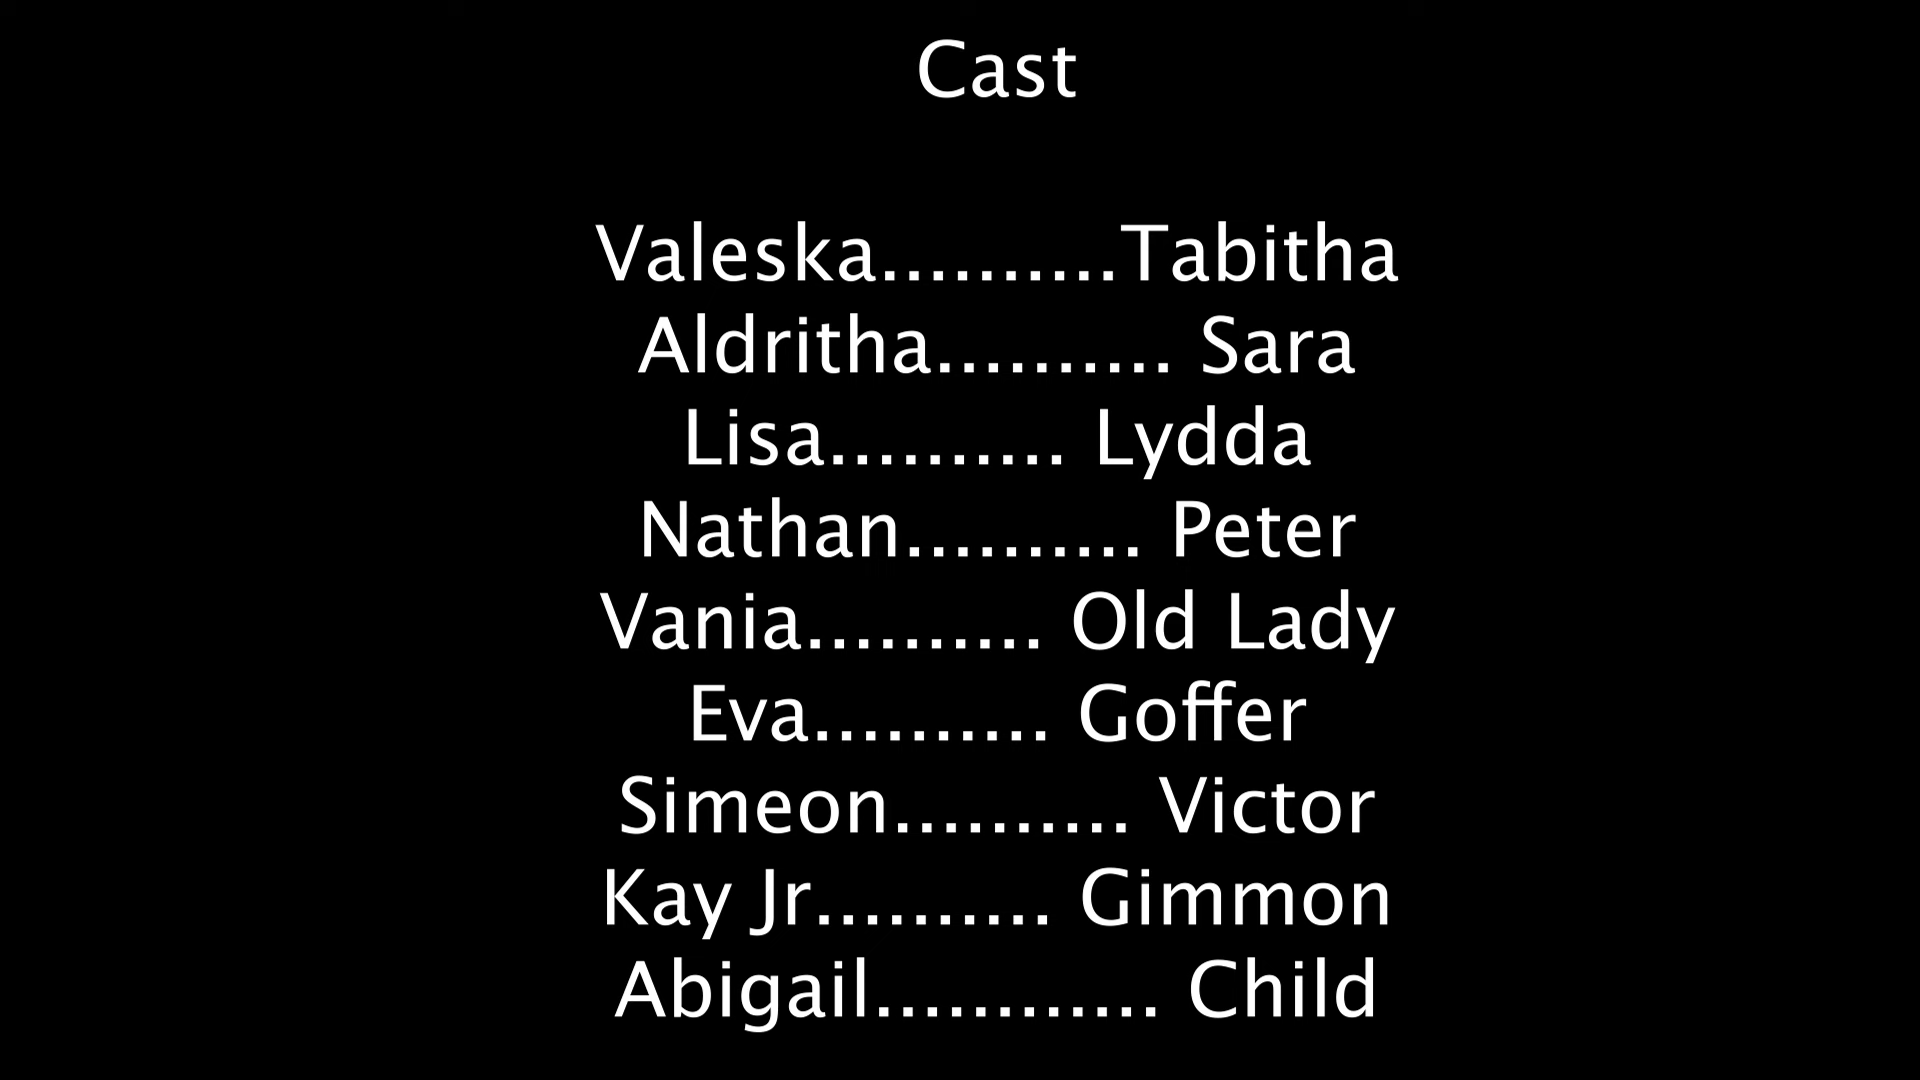 Cast
Valeska..........Tabitha
Aldritha.......... Sara
Lisa.......... Lydda
Nathan.......... Peter
Vania.......... Old Lady
Eva.......... Goffer
Simeon.......... Victor
Kay Jr.......... Gimmon
Abigail............ Child